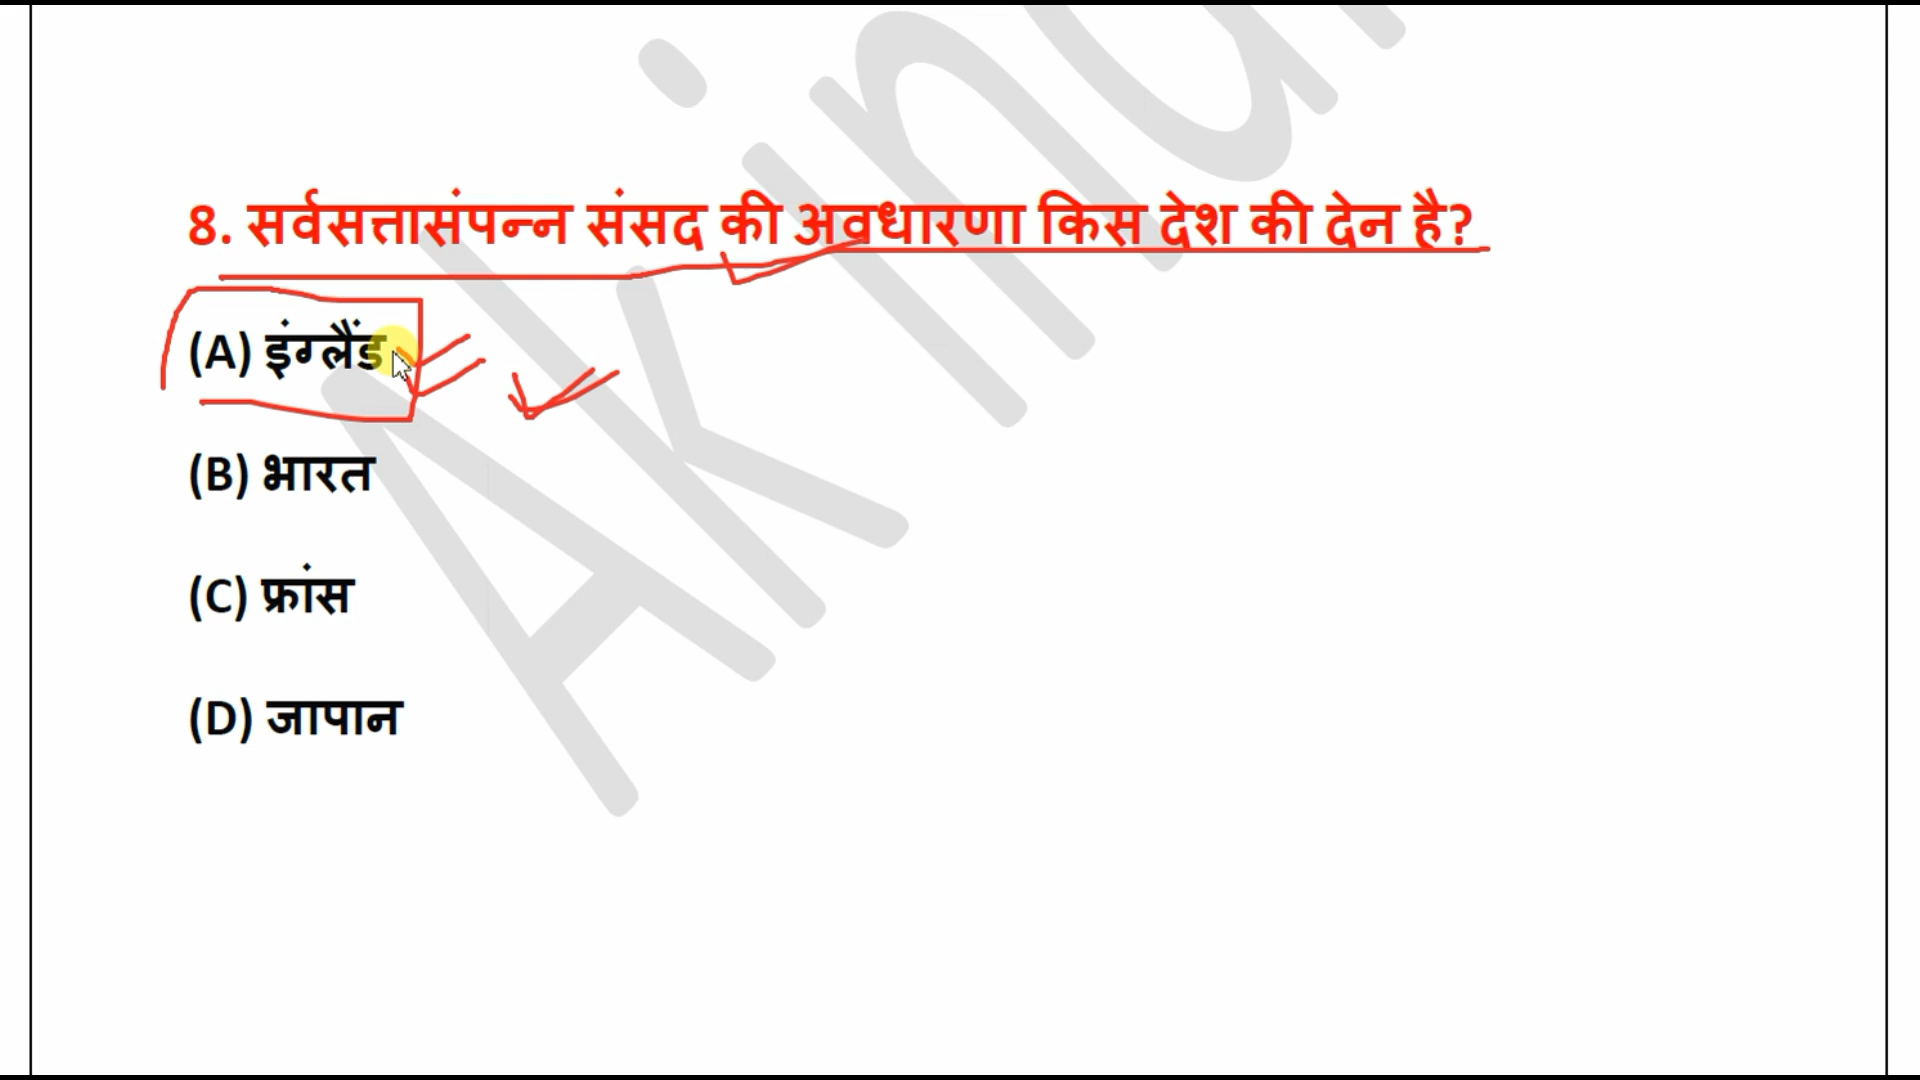 8. सर्वसत्तासंपन्न संसद की अवधारणा किस देश की देन है?
(A) इंग्लैंड
(B) भारत
(C) फ्रांस
(D) जापान